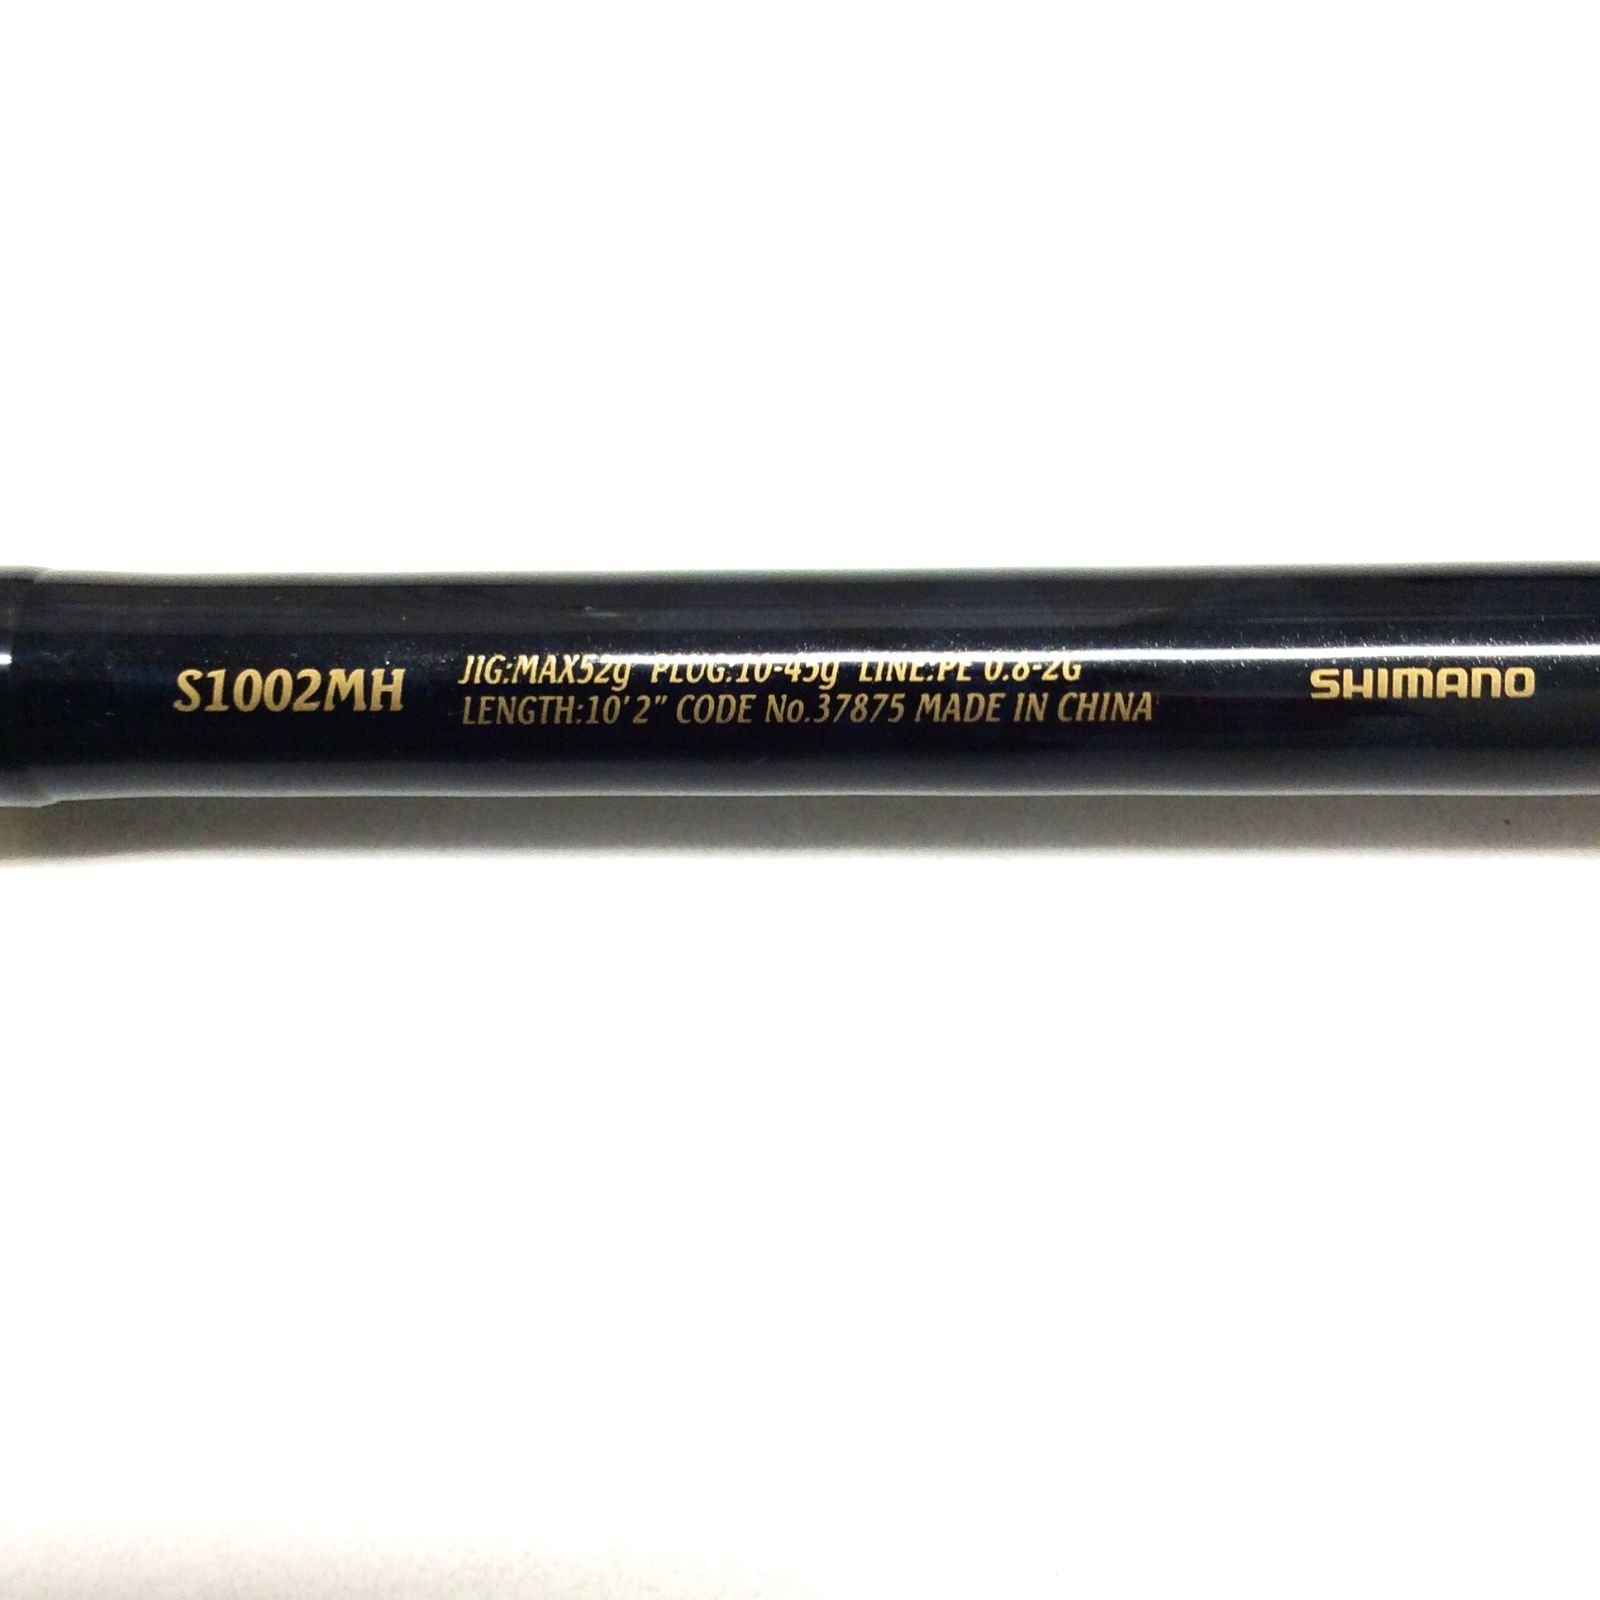 S1002MH
JIG:MAX52g PLUG:10-45g LINE:PE 0.8-2G
LENGTH:10'2" CODE No.37875 MADE IN CHINA
SHIMANO